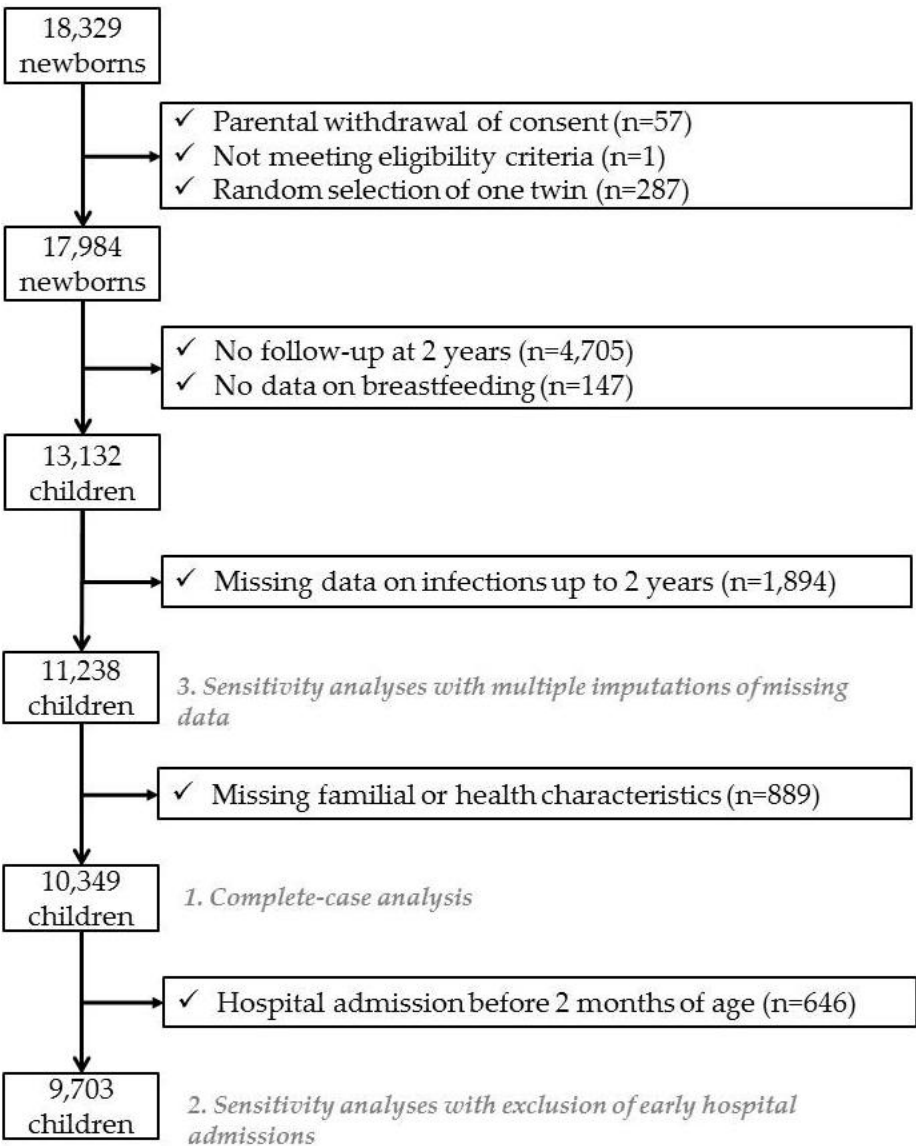 18,329
newborns
✓ Parental withdrawal of consent (n=57)
✓ Not meeting eligibility criteria (n=1)
✓ Random selection of one twin (n=287)
17,984
newborns
✓ No follow-up at 2 years (n=4,705)
✓ No data on breastfeeding (n=147)
13,132
children
✓ Missing data on infections up to 2 years (n=1,894)
11,238
children
3. Sensitivity analyses with multiple imputations of missing
data
✓ Missing familial or health characteristics (n=889)
10,349
children
1. Complete-case analysis
✓ Hospital admission before 2 months of age (n=646)
9,703
children
2. Sensitivity analyses with exclusion of early hospital
admissions